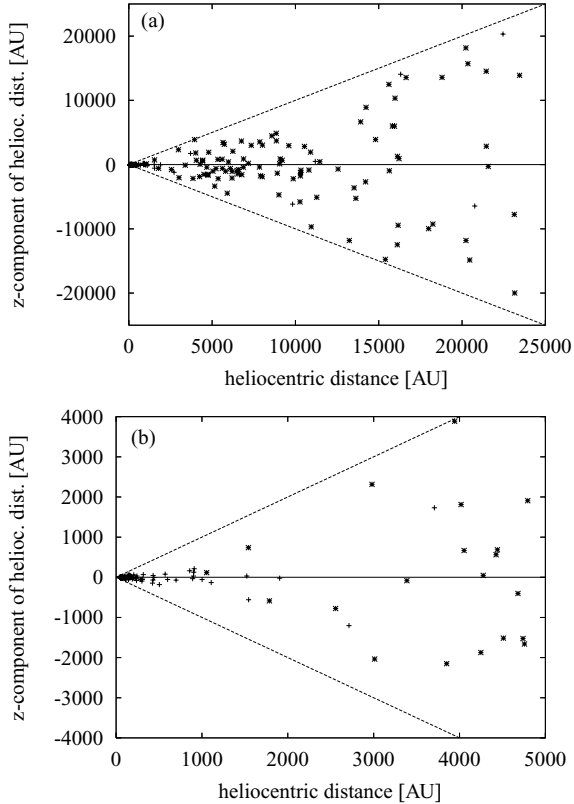 (a)
z-component of helioc. dist. [AU]
20000
10000
0
-10000
-20000
0 5000 10000 15000 20000 25000
heliocentric distance [AU]
(b)
z-component of helioc. dist. [AU]
4000
3000
2000
1000
0
-1000
-2000
-3000
-4000
0 1000 2000 3000 4000 5000
heliocentric distance [AU]